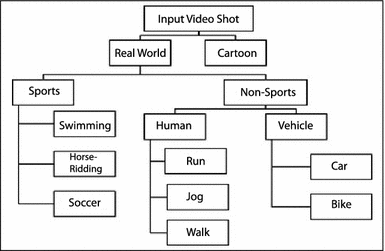 Input Video Shot
Real World
Cartoon
Sports
Non-Sports
Swimming
Human
Vehicle
Horse-
Ridding
Run
Car
Soccer
Jog
Bike
Walk